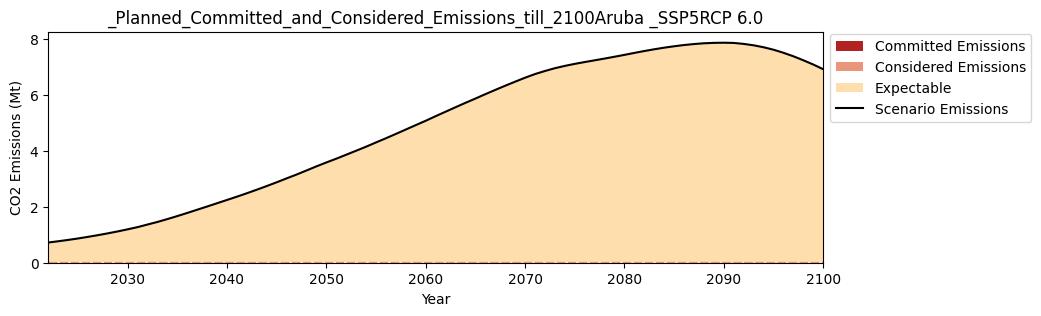 _Planned_Committed_and_Considered_Emissions_till_2100Aruba _SSP5RCP 6.0
8
6
4
2
0
CO2 Emissions (Mt)
2030 2040 2050 2060 2070 2080 2090 2100
Year
Committed Emissions
Considered Emissions
Expectable
Scenario Emissions